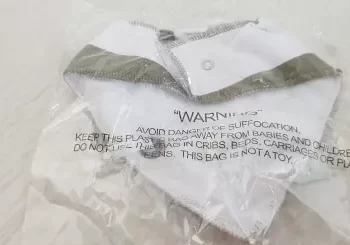 "WARNING"
AVOID DANGER OF SUFFOCATION.
KEEP THIS PLASTIC BAG AWAY FROM BABIES AND CHILDREN
DO NOT USE THIS BAG IN CRIBS, BEDS, CARRIAGES OR
PENS. THIS BAG IS NOT A TOY.